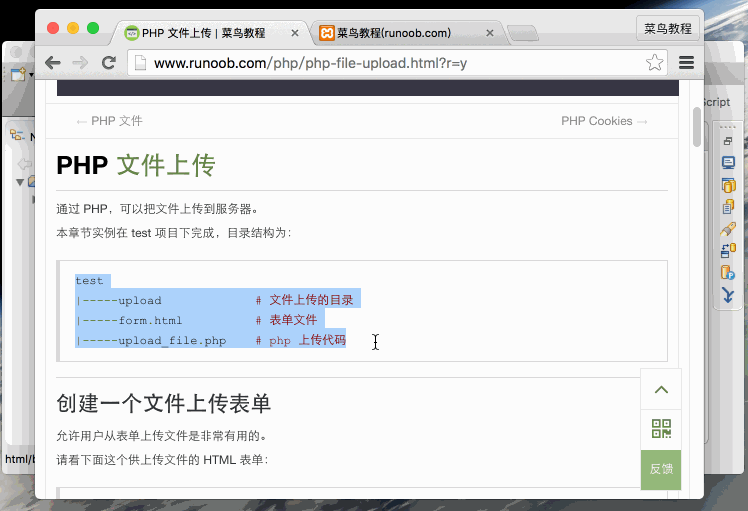 PHP 文件上传 | 菜鸟教程
菜鸟教程(runoob.com)
菜鸟教程
www.runoob.com/php/php-file-upload.html?r=y
← PHP 文件
PHP Cookies →
PHP 文件上传
通过 PHP，可以把文件上传到服务器。
本章节实例在 test 项目下完成，目录结构为：
test
|-----upload # 文件上传的目录
|-----form.html # 表单文件
|-----upload_file.php # php 上传代码
创建一个文件上传表单
允许用户从表单上传文件是非常有用的。
请看下面这个供上传文件的 HTML 表单：
反馈
Script
html/b